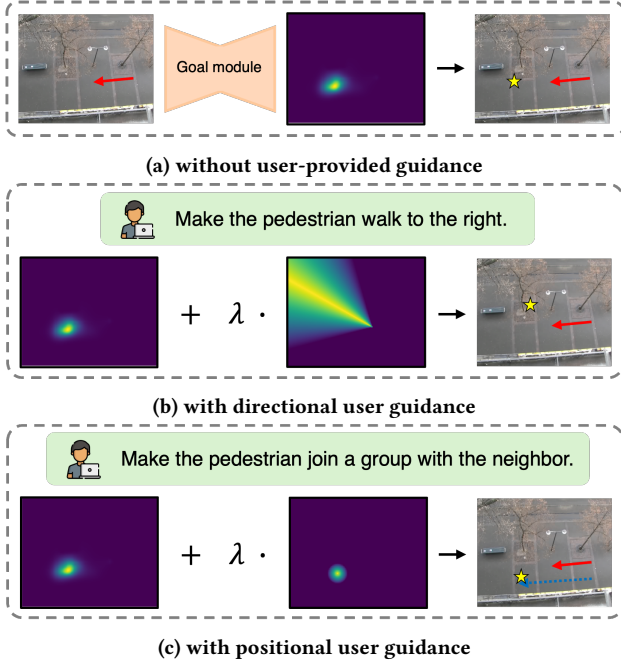 Goal module
(a) without user-provided guidance
Make the pedestrian walk to the right.
+ λ ·
(b) with directional user guidance
Make the pedestrian join a group with the neighbor.
+ λ ·
(c) with positional user guidance